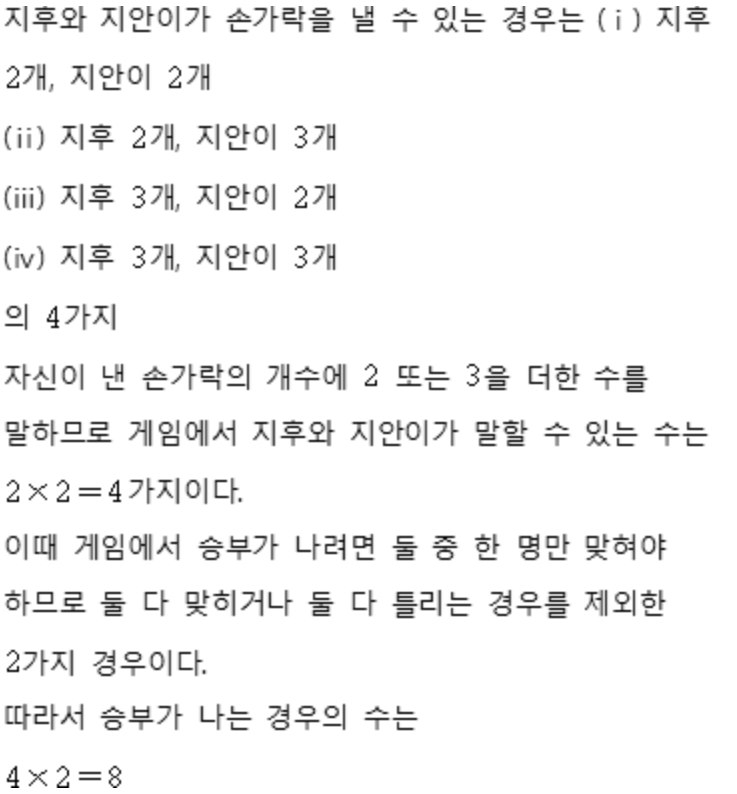 지후와 지안이가 손가락을 낼 수 있는 경우는 (ⅰ) 지후
2개, 지안이 2개
(ⅱ) 지후 2개, 지안이 3개
(ⅲ) 지후 3개, 지안이 2개
(ⅳ) 지후 3개, 지안이 3개
의 4가지
자신이 낸 손가락의 개수에 2 또는 3을 더한 수를
말하므로 게임에서 지후와 지안이가 말할 수 있는 수는
2×2=4가지이다.
이때 게임에서 승부가 나려면 둘 중 한 명만 맞혀야
하므로 둘 다 맞히거나 둘 다 틀리는 경우를 제외한
2가지 경우이다.
따라서 승부가 나는 경우의 수는
4×2=8